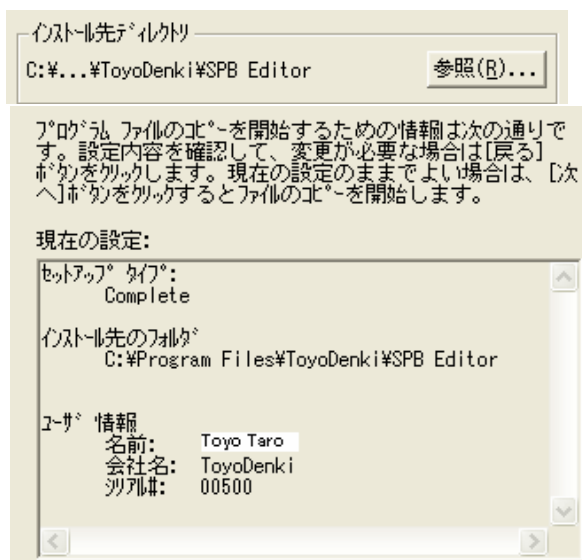 インストール先ディレクトリ
C:¥...¥ToyoDenki¥SPB Editor
参照(R)...
プログラム ファイルのコピーを開始するための情報は次の通りで
す。設定内容を確認して、変更が必要な場合は[戻る]
ボタンをクリックします。現在の設定のままでよい場合は、[次
へ]ボタンをクリックするとファイルのコピーを開始します。
現在の設定:
セットアップ タイプ:
Complete
インストール先のフォルダ
C:¥Program Files¥ToyoDenki¥SPB Editor
ユーザ 情報
名前: Toyo Taro
会社名: ToyoDenki
シリアル#: 00500